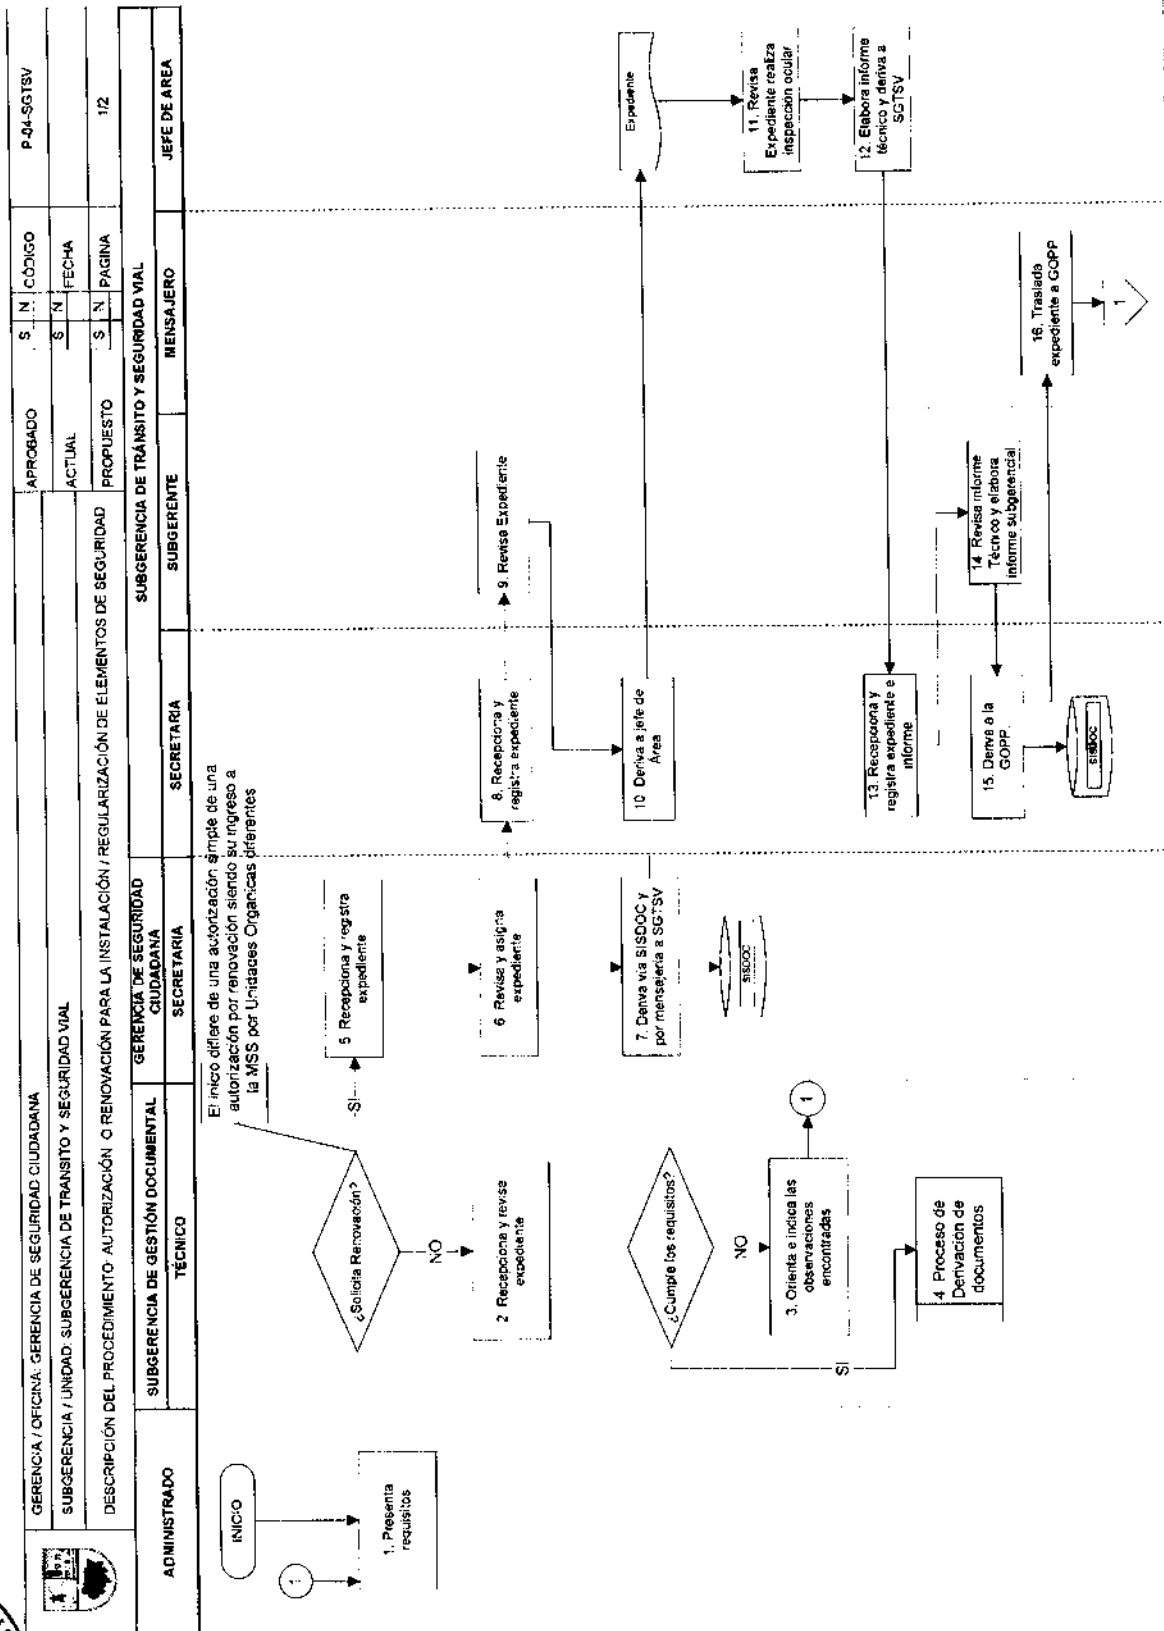 GERENCIA / OFICINA: GERENCIA DE SEGURIDAD CIUDADANA
APROBADO
S N
CÓDIGO
P-04-SGTSV
SUBGERENCIA / UNIDAD: SUBGERENCIA DE TRANSITO Y SEGURIDAD VIAL
ACTUAL
S N
FECHA
DESCRIPCIÓN DEL PROCEDIMIENTO: AUTORIZACIÓN O RENOVACIÓN PARA LA INSTALACIÓN / REGULARIZACIÓN DE ELEMENTOS DE SEGURIDAD
PROPUESTO
S N
PAGINA
1/2
ADMINISTRADO
SUBGERENCIA DE GESTIÓN DOCUMENTAL
TÉCNICO
GERENCIA DE SEGURIDAD
CIUDADANA
SECRETARIA
SUBGERENCIA DE TRÁNSITO Y SEGURIDAD VIAL
SECRETARIA
SUBGERENTE
MENSAJERO
JEFE DE AREA
El inicio difiere de una autorización simple de una
autorización por renovación siendo su ingreso a
la MSS por Unidades Organicas diferentes
INICIO
1
1. Presenta
requisitos
¿Solicita Renovación?
-SI-
NO
2 Recepciona y revise
expediente
¿Cumple los requisitos?
NO
SI
3. Orienta e indica las
observaciones
encontradas
1
4 Proceso de
Derivación de
documentos
5 Recepciona y registra
expediente
6 Revisa y asigna
expediente
7. Deriva vía SISDOC y
por mensajería a SGTSV
SISDOC
8. Recepciona y
registra expediente
9. Revisa Expediente
10 Deriva a jefe de
Área
Expediente
11. Revisa
Expediente realiza
inspección ocular
12. Elabora informe
técnico y deriva a
SGTSV
13. Recepciona y
registra expediente e
informe
14 Revisa informe
Técnico y elabora
informe subgerencial
15. Deriva a la
GOPP.
SISDOC
16. Traslada
expediente a GOPP
1